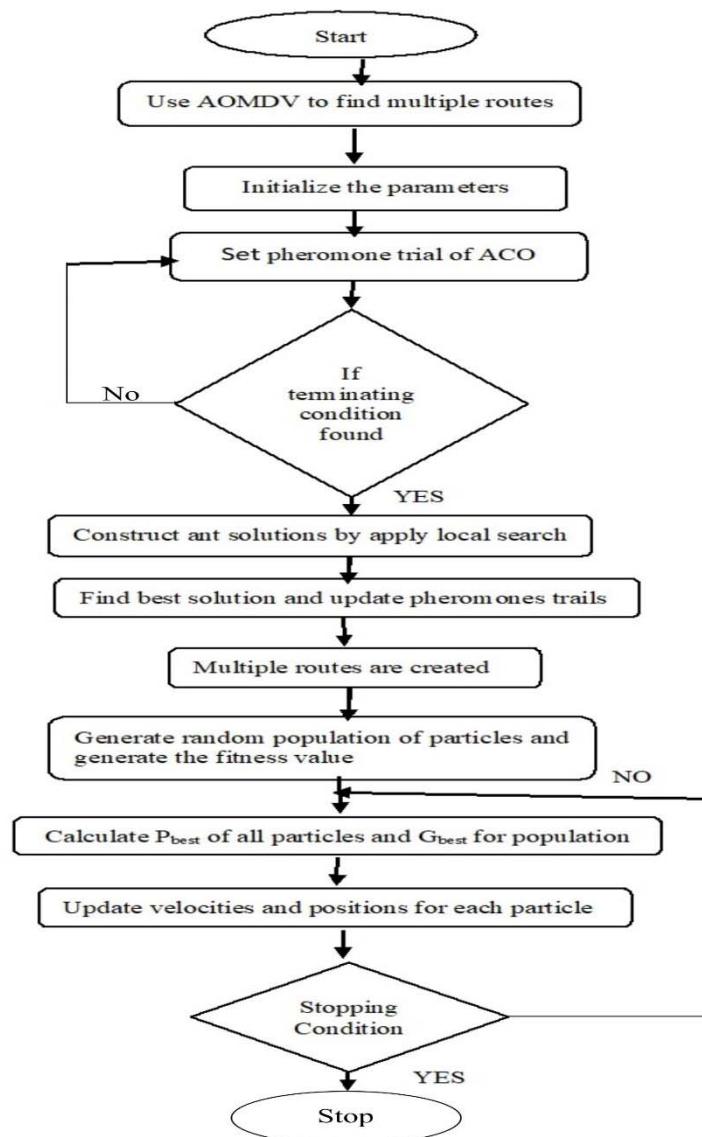 Start
Use AOMDV to find multiple routes
Initialize the parameters
Set pheromone trial of ACO
If
terminating
condition
found
No
YES
Construct ant solutions by apply local search
Find best solution and update pheromones trails
Multiple routes are created
Generate random population of particles and
generate the fitness value
NO
Calculate Pbest of all particles and Gbest for population
Update velocities and positions for each particle
Stopping
Condition
YES
Stop